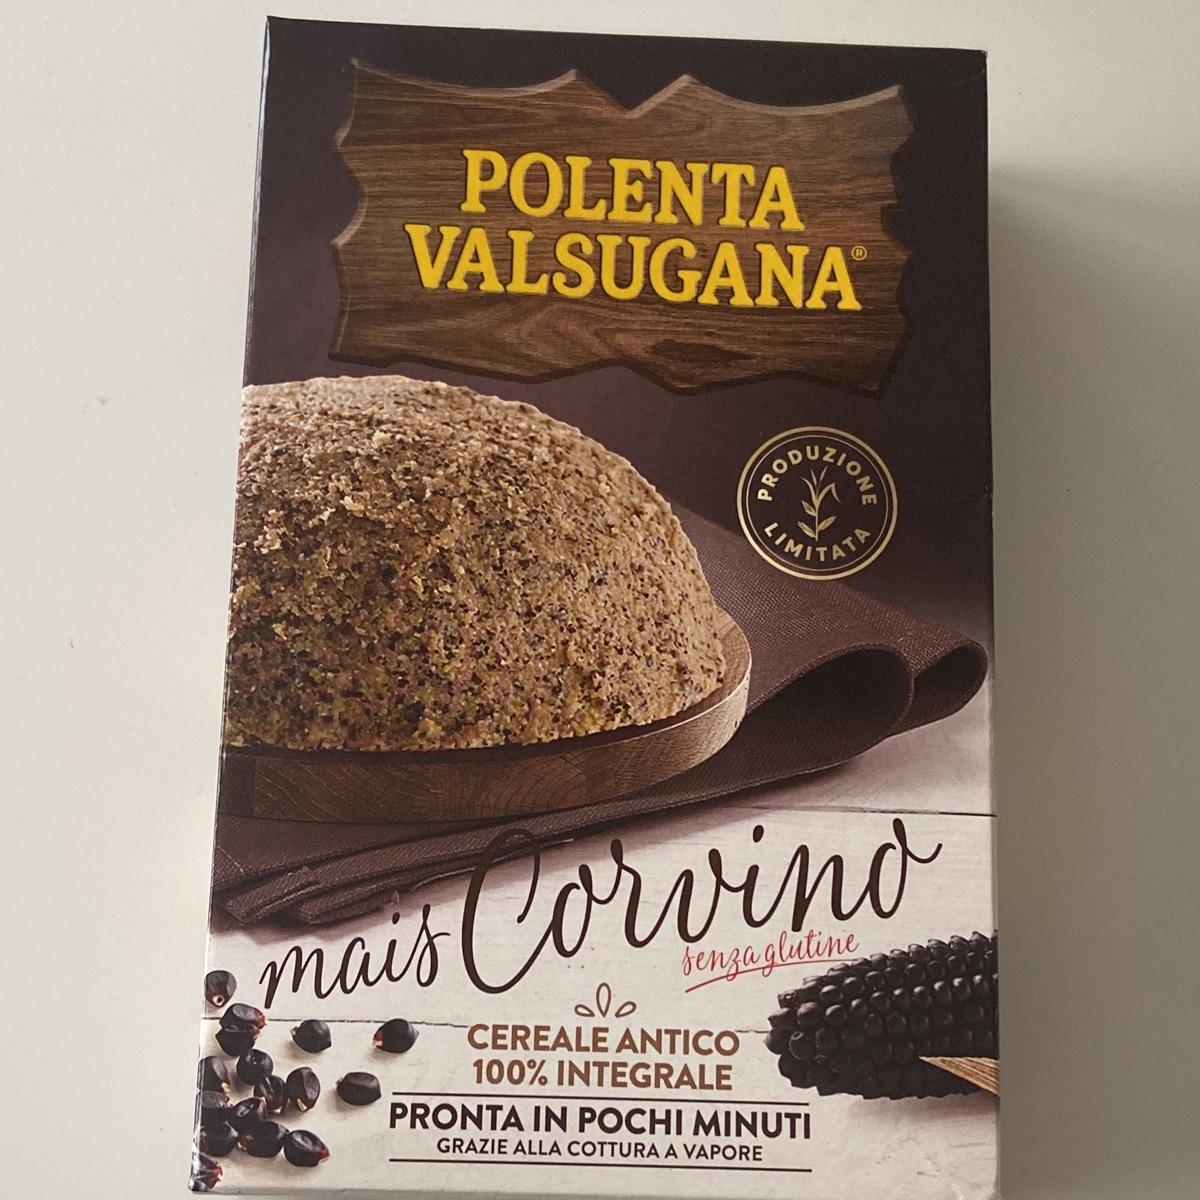 POLENTA
VALSUGANA®
PRODUZIONE
LIMITATA
mais Corvino
senza glutine
CEREALE ANTICO
100% INTEGRALE
PRONTA IN POCHI MINUTI
GRAZIE ALLA COTTURA A VAPORE